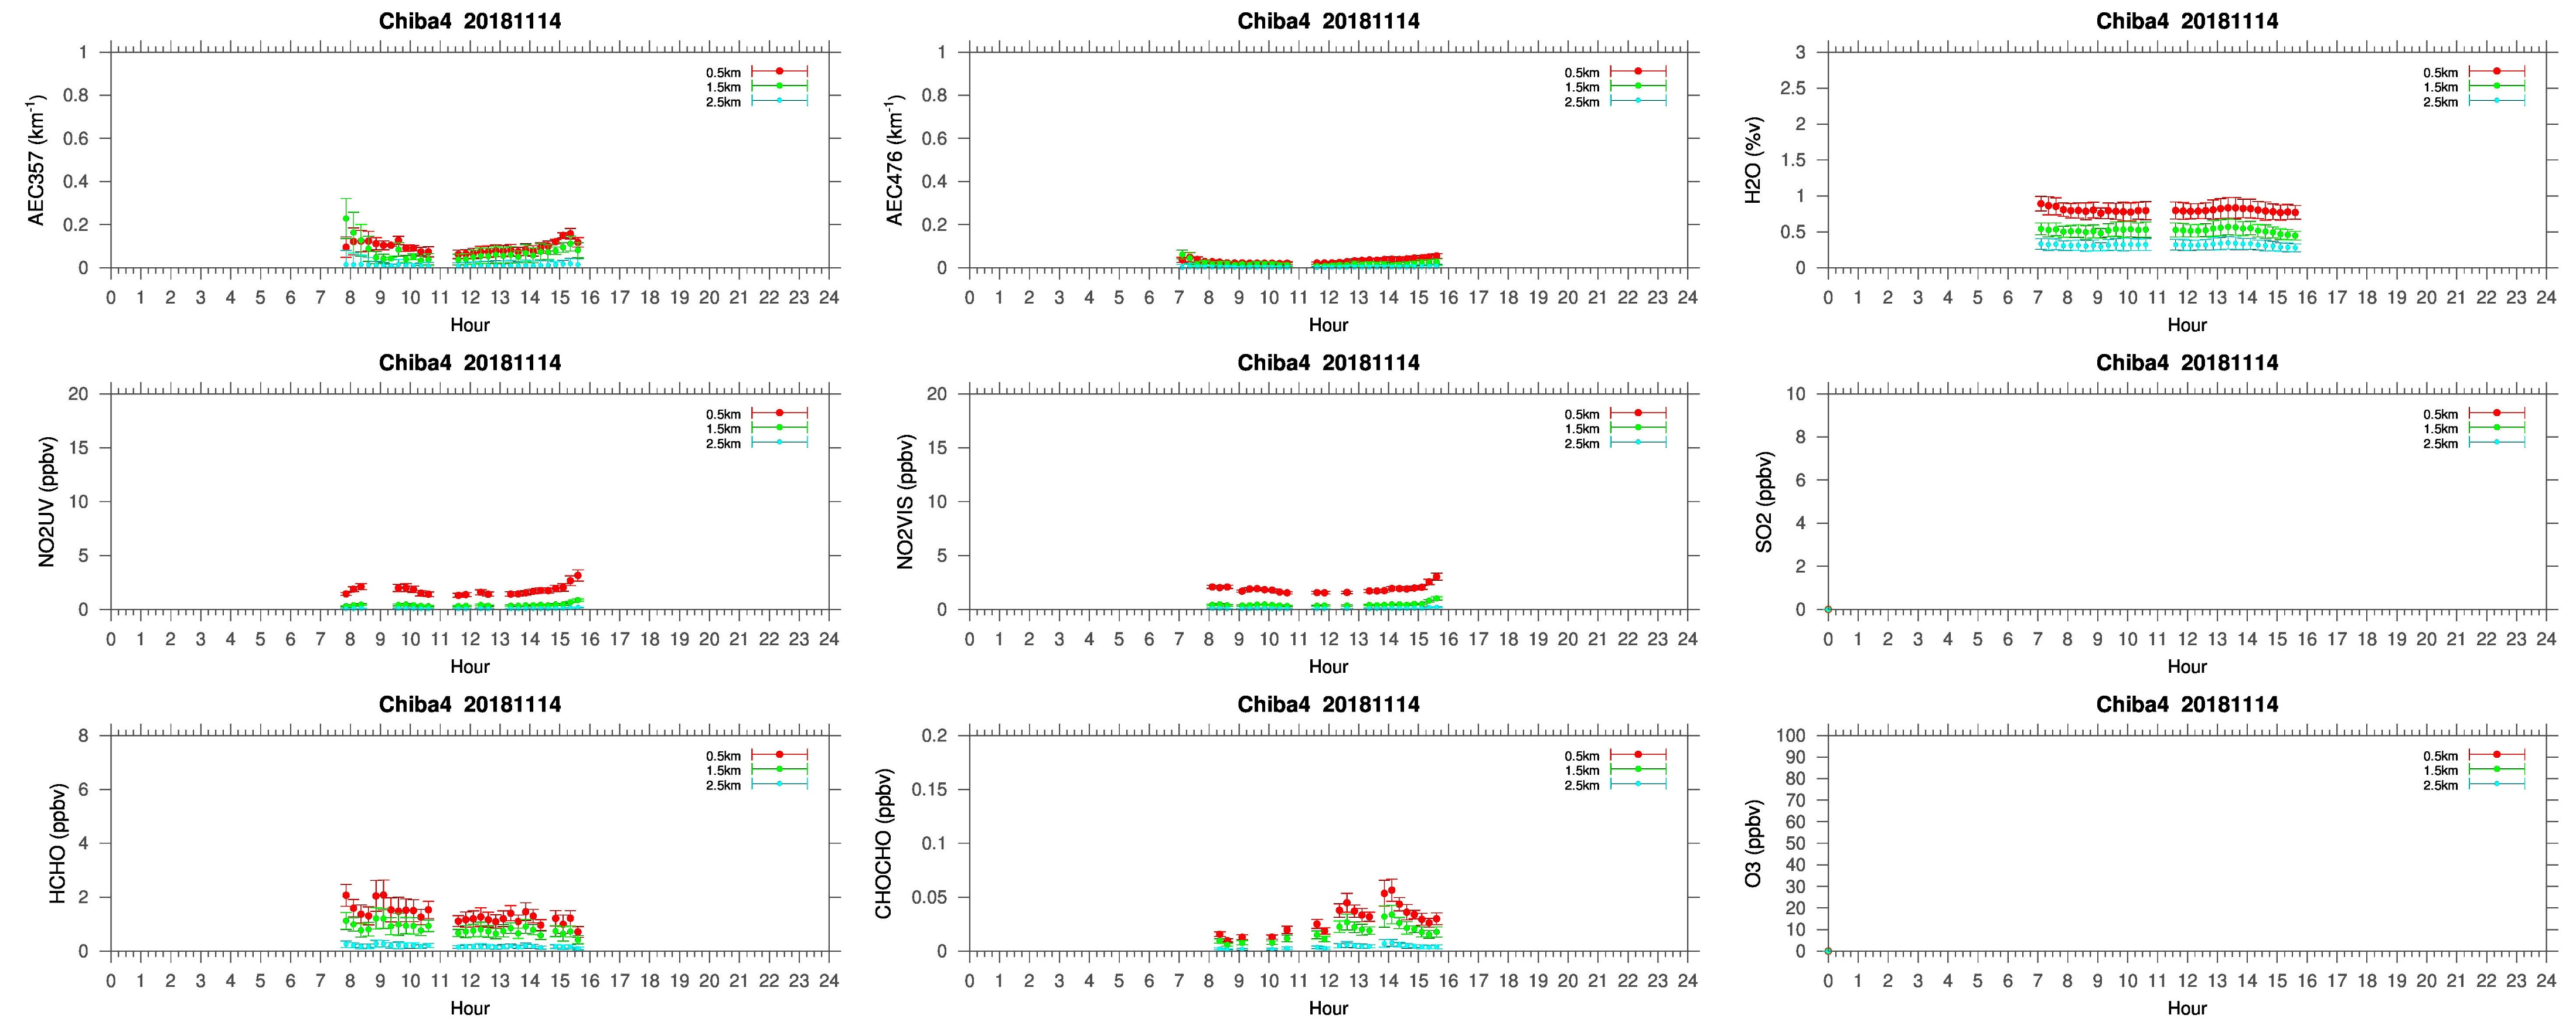 Chiba4 20181114
AEC357 (km-1)
1
0.8
0.6
0.4
0.2
0
0.5km
1.5km
2.5km
0 1 2 3 4 5 6 7 8 9 10 11 12 13 14 15 16 17 18 19 20 21 22 23 24
Hour
Chiba4 20181114
AEC476 (km-1)
1
0.8
0.6
0.4
0.2
0
0.5km
1.5km
2.5km
0 1 2 3 4 5 6 7 8 9 10 11 12 13 14 15 16 17 18 19 20 21 22 23 24
Hour
Chiba4 20181114
H2O (%v)
3
2.5
2
1.5
1
0.5
0
0.5km
1.5km
2.5km
0 1 2 3 4 5 6 7 8 9 10 11 12 13 14 15 16 17 18 19 20 21 22 23 24
Hour
Chiba4 20181114
NO2UV (ppbv)
20
15
10
5
0
0.5km
1.5km
2.5km
0 1 2 3 4 5 6 7 8 9 10 11 12 13 14 15 16 17 18 19 20 21 22 23 24
Hour
Chiba4 20181114
NO2VIS (ppbv)
20
15
10
5
0
0.5km
1.5km
2.5km
0 1 2 3 4 5 6 7 8 9 10 11 12 13 14 15 16 17 18 19 20 21 22 23 24
Hour
Chiba4 20181114
SO2 (ppbv)
10
8
6
4
2
0
0.5km
1.5km
2.5km
0 1 2 3 4 5 6 7 8 9 10 11 12 13 14 15 16 17 18 19 20 21 22 23 24
Hour
Chiba4 20181114
HCHO (ppbv)
8
6
4
2
0
0.5km
1.5km
2.5km
0 1 2 3 4 5 6 7 8 9 10 11 12 13 14 15 16 17 18 19 20 21 22 23 24
Hour
Chiba4 20181114
CHOCHO (ppbv)
0.2
0.15
0.1
0.05
0
0.5km
1.5km
2.5km
0 1 2 3 4 5 6 7 8 9 10 11 12 13 14 15 16 17 18 19 20 21 22 23 24
Hour
Chiba4 20181114
O3 (ppbv)
100
90
80
70
60
50
40
30
20
10
0
0.5km
1.5km
2.5km
0 1 2 3 4 5 6 7 8 9 10 11 12 13 14 15 16 17 18 19 20 21 22 23 24
Hour